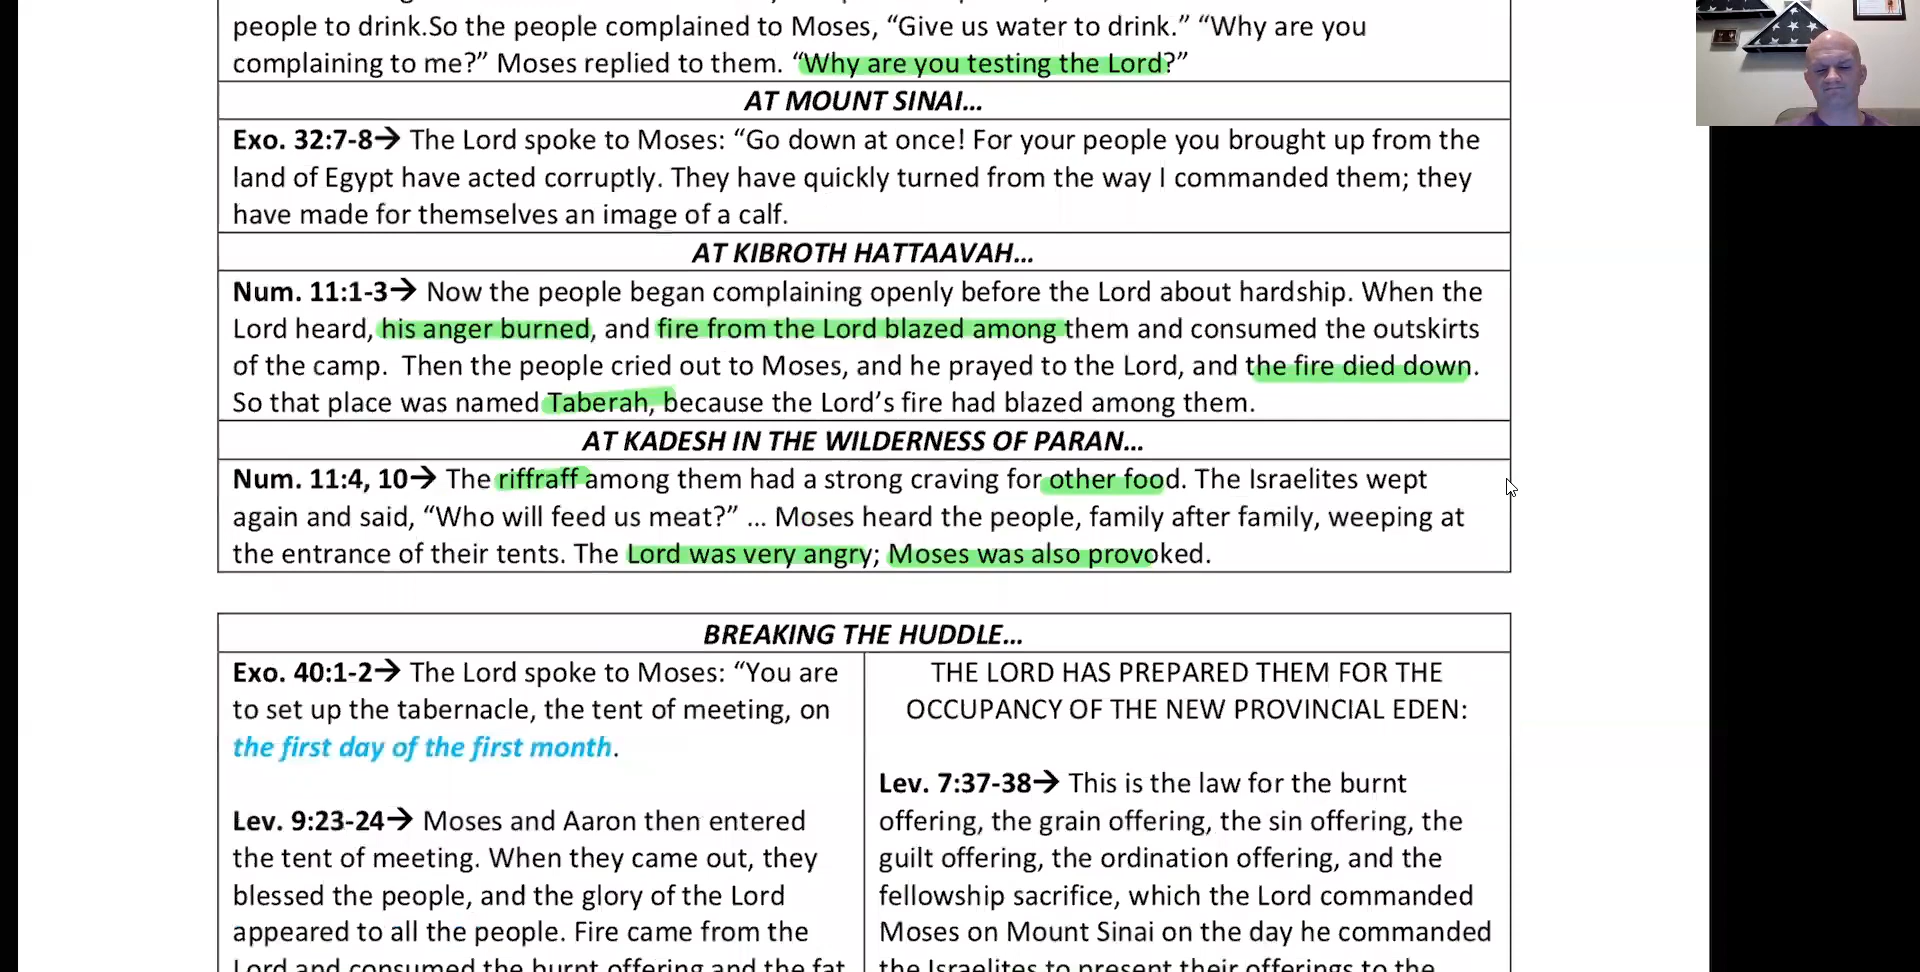 people to drink.So the people complained to Moses, “Give us water to drink.” “Why are you
complaining to me?” Moses replied to them. “Why are you testing the Lord?”
AT MOUNT SINAI…
Exo. 32:7-8→ The Lord spoke to Moses: “Go down at once! For your people you brought up from the
land of Egypt have acted corruptly. They have quickly turned from the way I commanded them; they
have made for themselves an image of a calf.
AT KIBROTH HATTAAVAH…
Num. 11:1-3→ Now the people began complaining openly before the Lord about hardship. When the
Lord heard, his anger burned, and fire from the Lord blazed among them and consumed the outskirts
of the camp.  Then the people cried out to Moses, and he prayed to the Lord, and the fire died down.
So that place was named Taberah, because the Lord’s fire had blazed among them.
AT KADESH IN THE WILDERNESS OF PARAN…
Num. 11:4, 10→ The riffraff among them had a strong craving for other food. The Israelites wept
again and said, “Who will feed us meat?” … Moses heard the people, family after family, weeping at
the entrance of their tents. The Lord was very angry; Moses was also provoked.
BREAKING THE HUDDLE…
Exo. 40:1-2→ The Lord spoke to Moses: “You are
to set up the tabernacle, the tent of meeting, on
the first day of the first month.
Lev. 9:23-24→ Moses and Aaron then entered
the tent of meeting. When they came out, they
blessed the people, and the glory of the Lord
appeared to all the people. Fire came from the
Lord and consumed the burnt offering and the fat
THE LORD HAS PREPARED THEM FOR THE
OCCUPANCY OF THE NEW PROVINCIAL EDEN:
Lev. 7:37-38→ This is the law for the burnt
offering, the grain offering, the sin offering, the
guilt offering, the ordination offering, and the
fellowship sacrifice, which the Lord commanded
Moses on Mount Sinai on the day he commanded
the Israelites to present their offerings to the